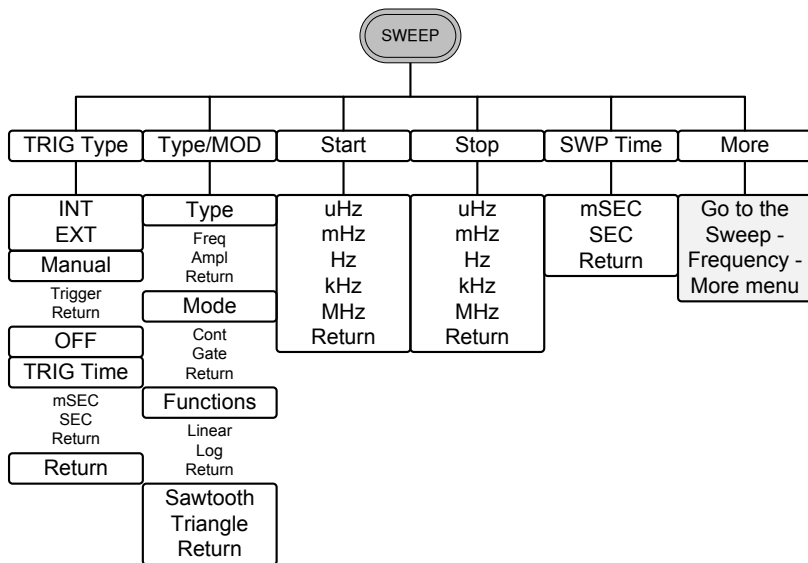 SWEEP
TRIG Type
Type/MOD
Start
Stop
SWP Time
More
INT
EXT
Manual
Trigger
Return
OFF
TRIG Time
mSEC
SEC
Return
Return
Type
Freq
Ampl
Return
Mode
Cont
Gate
Return
Functions
Linear
Log
Return
Sawtooth
Triangle
Return
uHz
mHz
Hz
kHz
MHz
Return
uHz
mHz
Hz
kHz
MHz
Return
mSEC
SEC
Return
Go to the
Sweep -
Frequency -
More menu